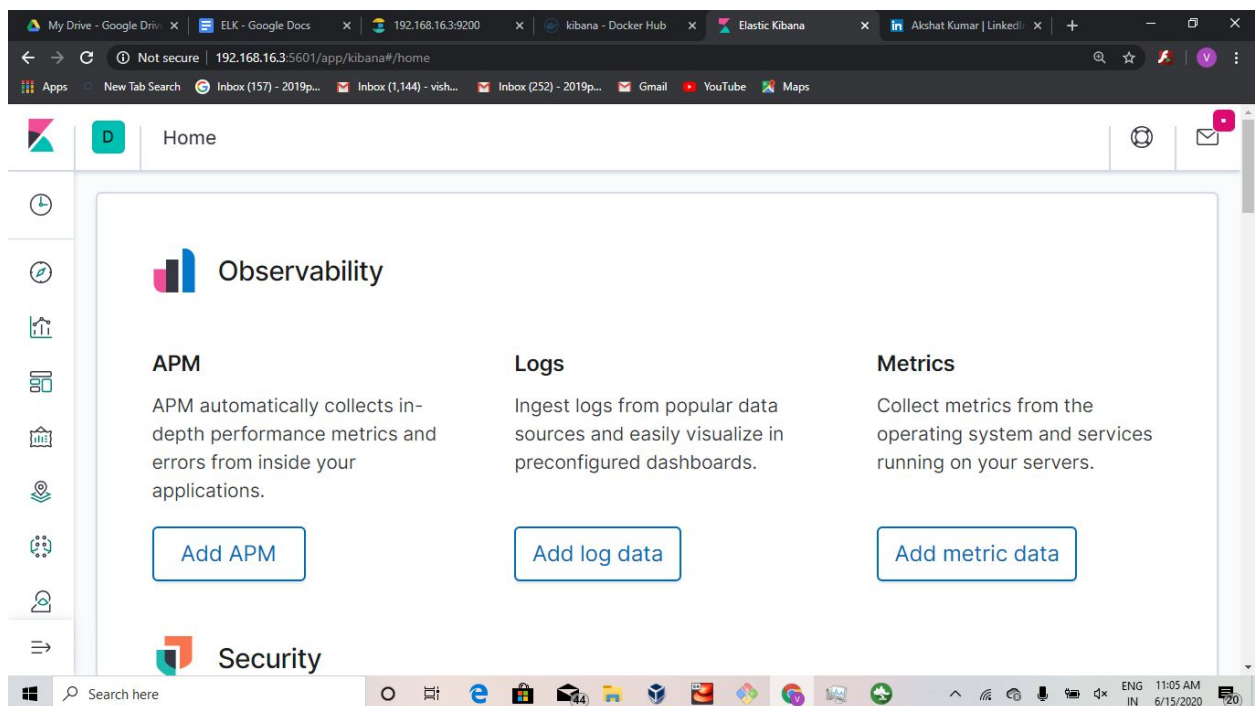 My Drive - Google Driv
ELK - Google Docs
192.168.16.3:9200
kibana - Docker Hub
Elastic Kibana
Akshat Kumar | LinkedIn
Not secure | 192.168.16.3:5601/app/kibana#/home
V
Apps
New Tab Search
Inbox (157) - 2019p...
Inbox (1,144) - vish...
Inbox (252) - 2019p...
Gmail
YouTube
Maps
D
Home
Observability
APM
APM automatically collects in-
depth performance metrics and
errors from inside your
applications.
Add APM
Logs
Ingest logs from popular data
sources and easily visualize in
preconfigured dashboards.
Add log data
Metrics
Collect metrics from the
operating system and services
running on your servers.
Add metric data
Security
Search here
44
ENG
IN
11:05 AM
6/15/2020
20